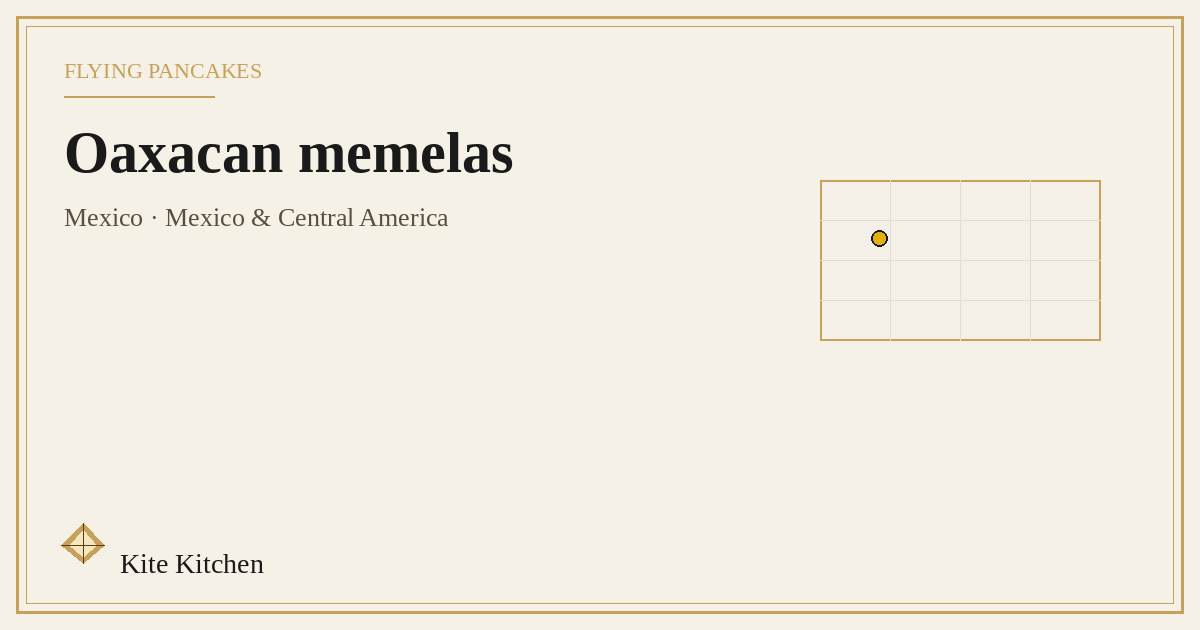 FLYING PANCAKES
Oaxacan memelas
Mexico · Mexico & Central America
Kite Kitchen